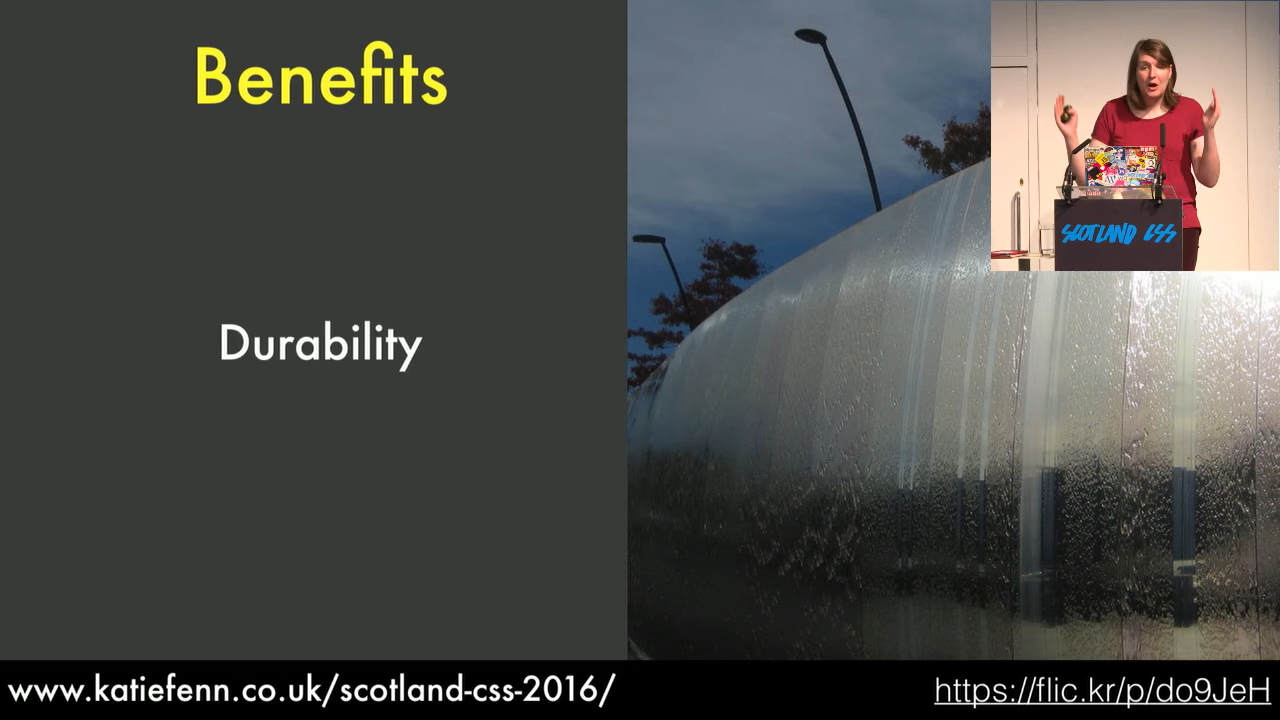 Benefits
SCOTLAND CSS
Durability
www.katiefenn.co.uk/scotland-css-2016/
https://flic.kr/p/do9JeH